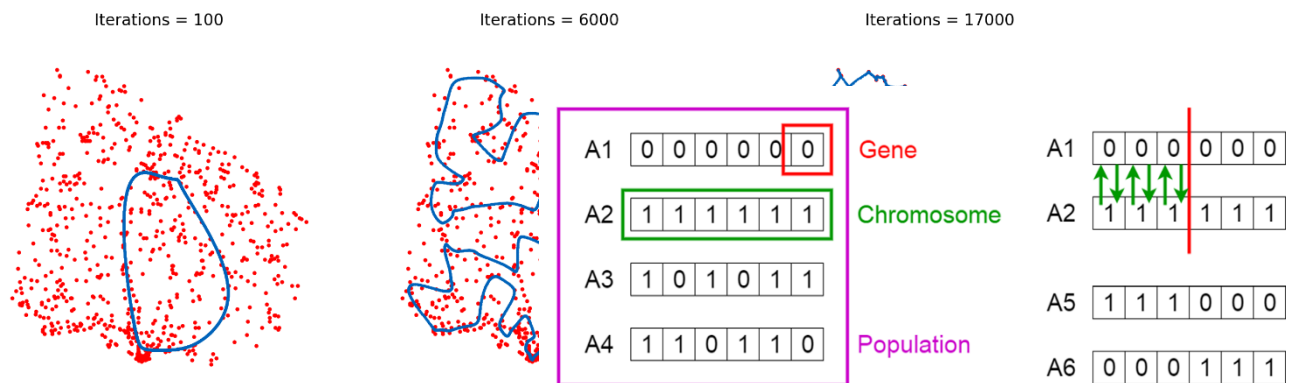 Iterations = 100
Iterations = 6000
Iterations = 17000
A1 0 0 0 0 0 0 Gene
A2 1 1 1 1 1 1 Chromosome
A3 1 0 1 0 1 1
A4 1 1 0 1 1 0 Population
A1 0 0 0 0 0 0
A2 1 1 1 1 1 1
A5 1 1 1 0 0 0
A6 0 0 0 1 1 1